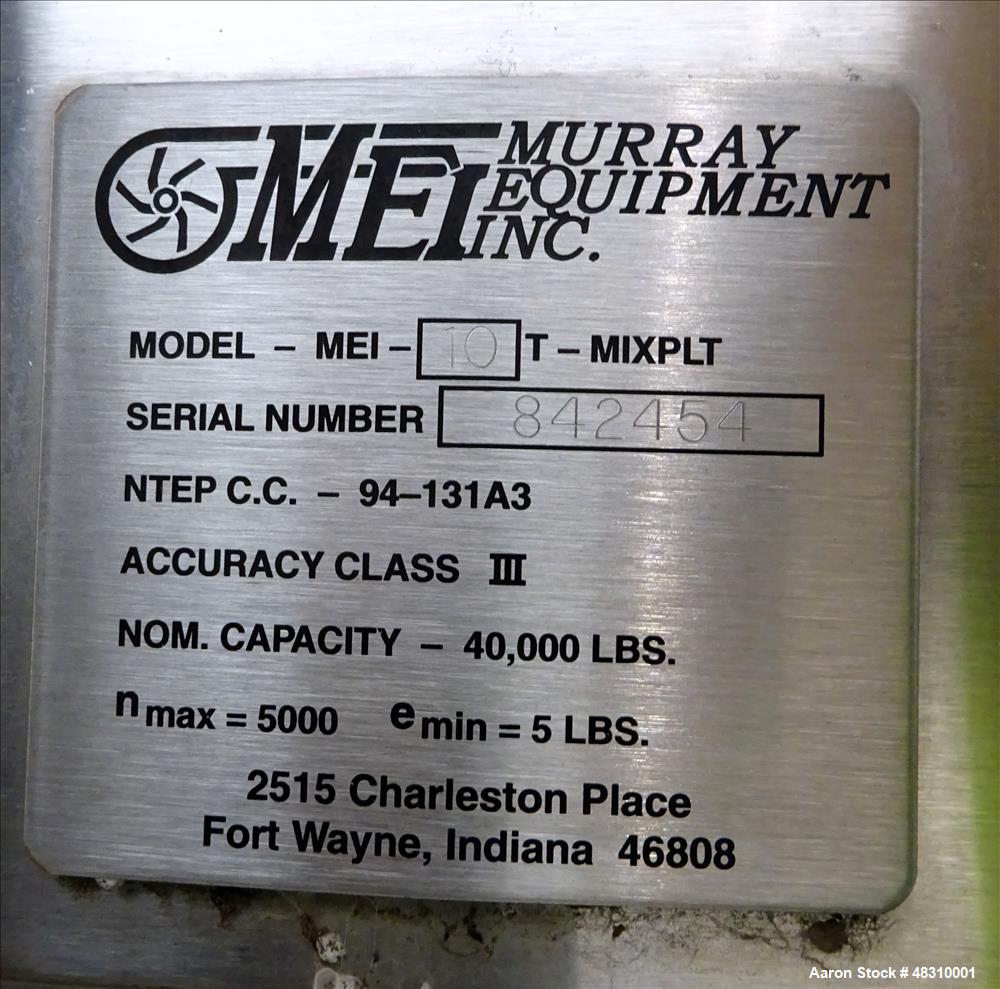 MEI MURRAY
EQUIPMENT
INC.
MODEL – MEI – 10 T – MIXPLT
SERIAL NUMBER 842454
NTEP C.C. – 94–131A3
ACCURACY CLASS III
NOM. CAPACITY – 40,000 LBS.
n max = 5000 e min = 5 LBS.
2515 Charleston Place
Fort Wayne, Indiana 46808
Aaron Stock # 48310001